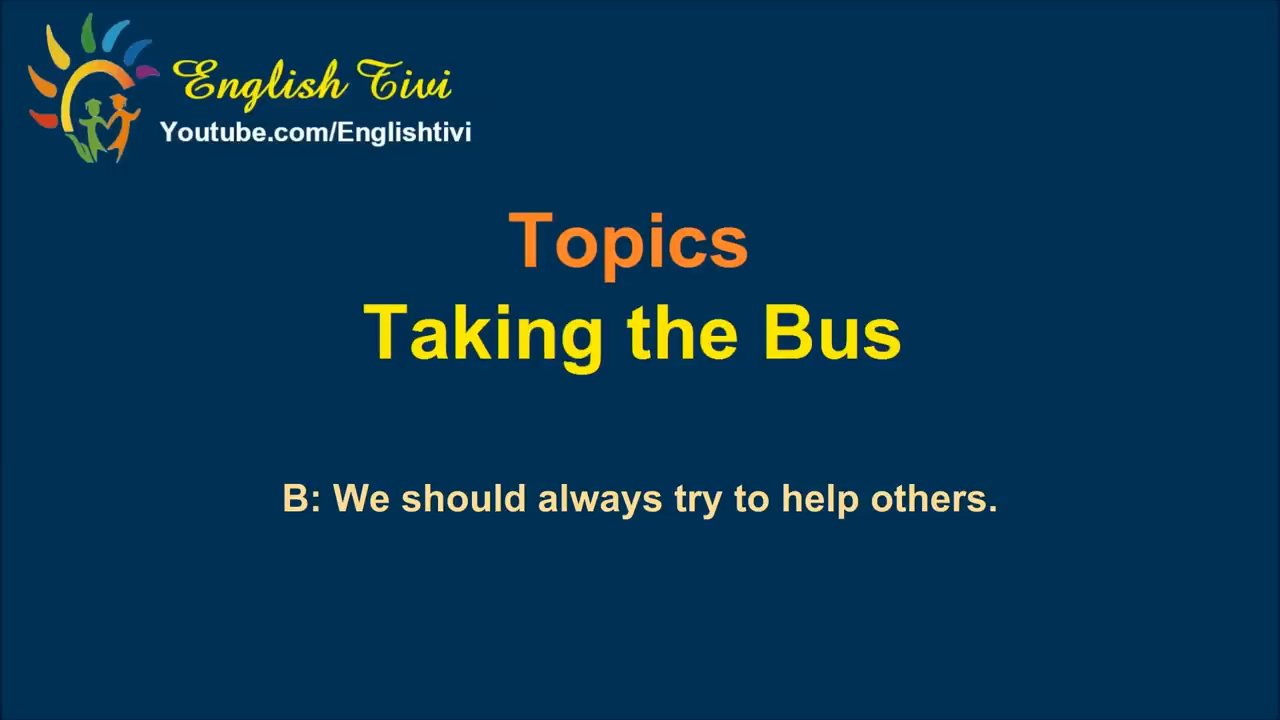 English Tivi
Youtube.com/Englishtivi
Topics
Taking the Bus
B: We should always try to help others.